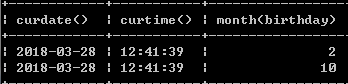 curdate() | curtime() | month(birthday)
2018-03-28 | 12:41:39 | 2
2018-03-28 | 12:41:39 | 10